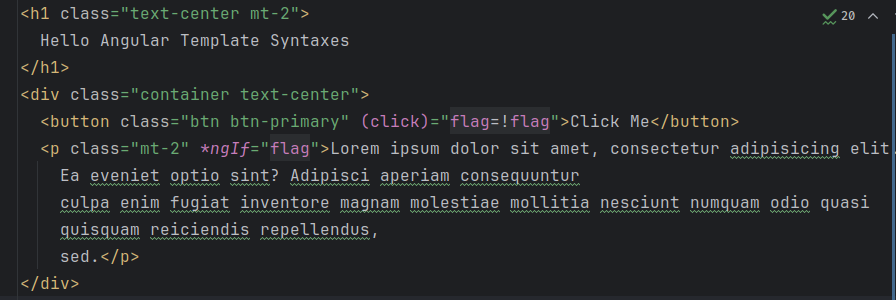 <h1 class="text-center mt-2">
20
Hello Angular Template Syntaxes
</h1>
<div class="container text-center">
<button class="btn btn-primary" (click)="flag=!flag">Click Me</button>
<p class="mt-2" *ngIf="flag">Lorem ipsum dolor sit amet, consectetur adipisicing elit.
Ea eveniet optio sint? Adipisci aperiam consequuntur
culpa enim fugiat inventore magnam molestiae mollitia nesciunt numquam odio quasi
quisquam reiciendis repellendus,
sed.</p>
</div>